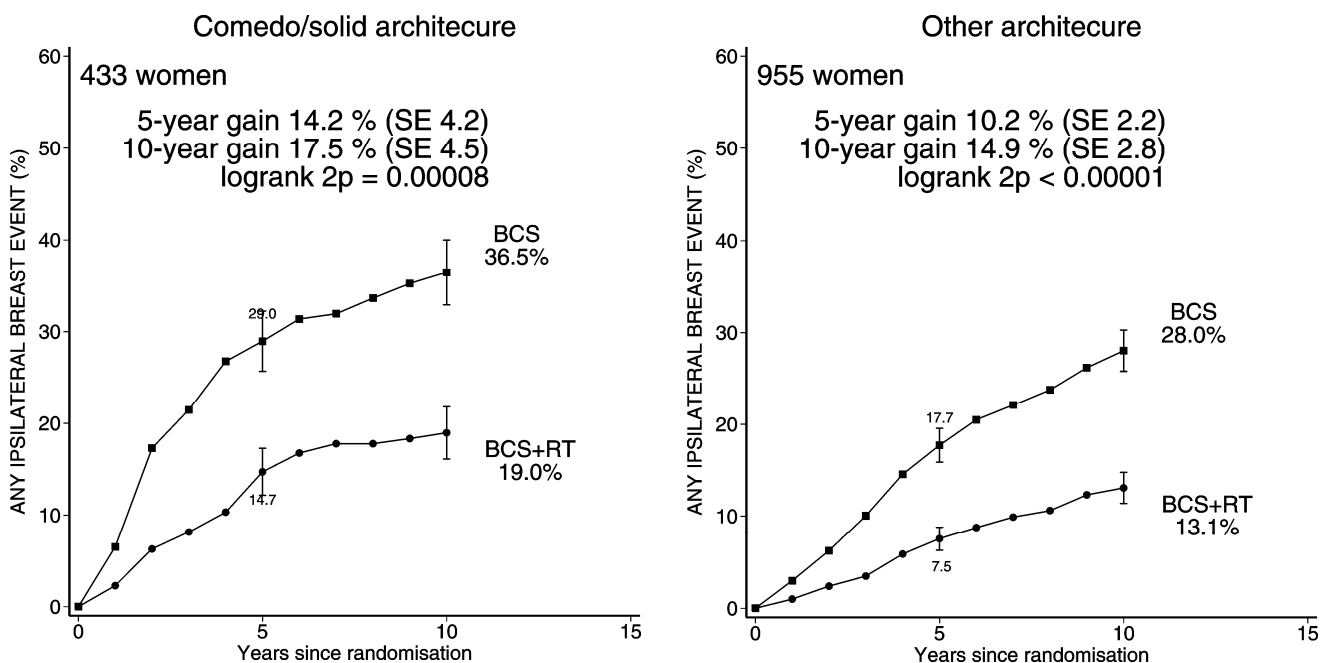 Comedo/solid architecure
433 women
5-year gain 14.2 % (SE 4.2)
10-year gain 17.5 % (SE 4.5)
logrank 2p = 0.00008
ANY IPSILATERAL BREAST EVENT (%)
60
50
40
30
20
10
0
BCS
36.5%
29.0
BCS+RT
19.0%
14.7
0 5 10 15
Years since randomisation
Other architecure
955 women
5-year gain 10.2 % (SE 2.2)
10-year gain 14.9 % (SE 2.8)
logrank 2p < 0.00001
ANY IPSILATERAL BREAST EVENT (%)
60
50
40
30
20
10
0
BCS
28.0%
17.7
BCS+RT
13.1%
7.5
0 5 10 15
Years since randomisation